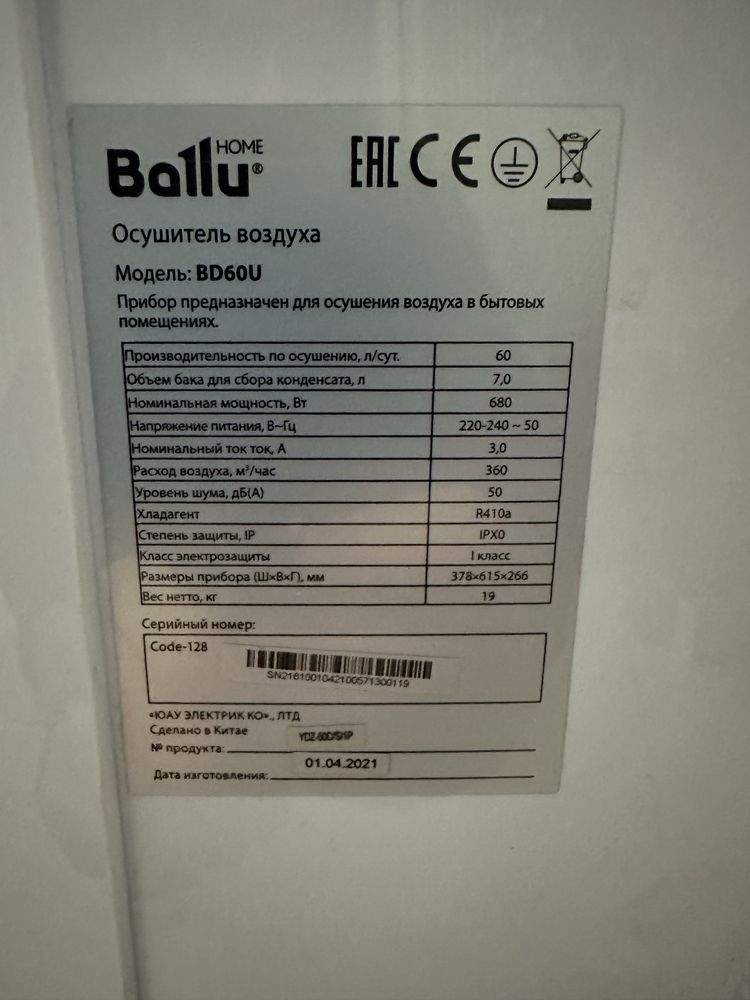 Ballu® HOME
EAC CE
Осушитель воздуха
Модель: BD60U
Прибор предназначен для осушения воздуха в бытовых
помещениях.
Производительность по осушению, л/сут. 60
Объем бака для сбора конденсата, л 7,0
Номинальная мощность, Вт 680
Напряжение питания, В~Гц 220-240 ~ 50
Номинальный ток ток, А 3,0
Расход воздуха, м³/час 360
Уровень шума, дБ(А) 50
Хладагент R410a
Степень защиты, IP IPX0
Класс электрозащиты I класс
Размеры прибора (Ш×В×Г), мм 378×615×266
Вес нетто, кг 19
Серийный номер:
Code-128
SN2161001042100571300119
«ЮАУ ЭЛЕКТРИК КО»., ЛТД
Сделано в Китае
№ продукта:
01.04.2021
Дата изготовления: